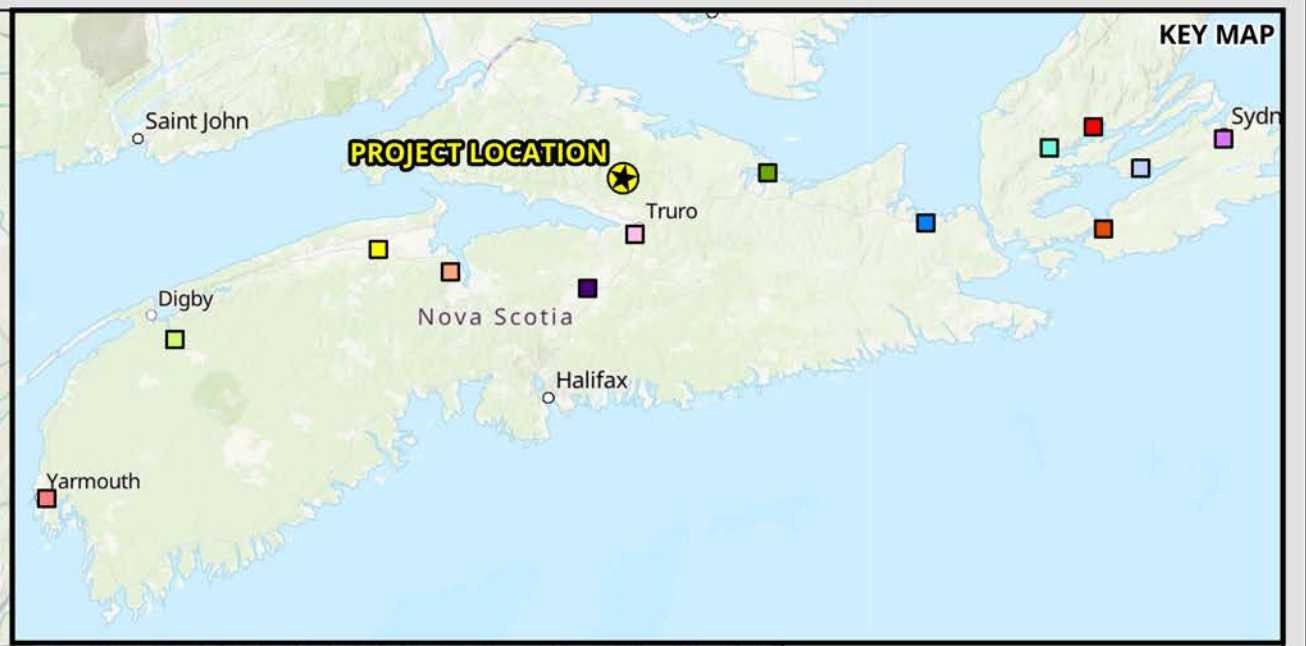 KEY MAP
Saint John
Sydn
PROJECT LOCATION
Truro
Digby
Nova Scotia
Halifax
Yarmouth